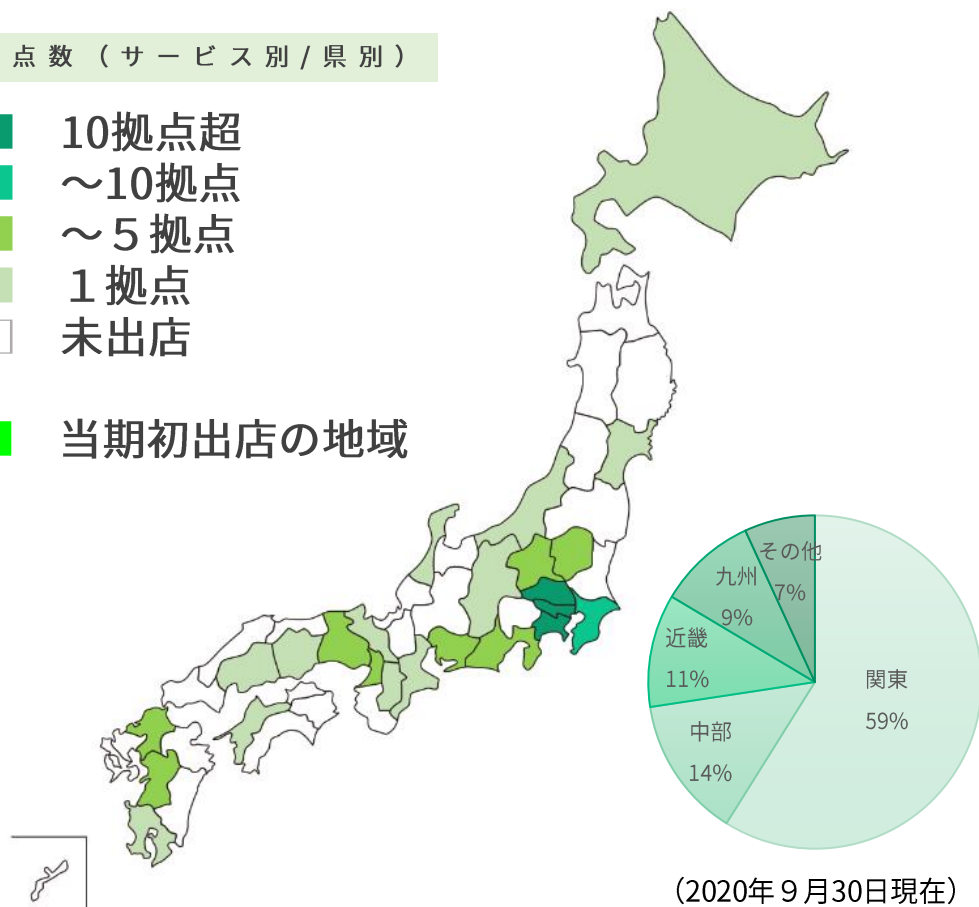 点数（サービス別/県別）
10拠点超
～10拠点
～５拠点
１拠点
未出店
当期初出店の地域
その他
7%
九州
9%
近畿
11%
関東
59%
中部
14%
（2020年９月30日現在）